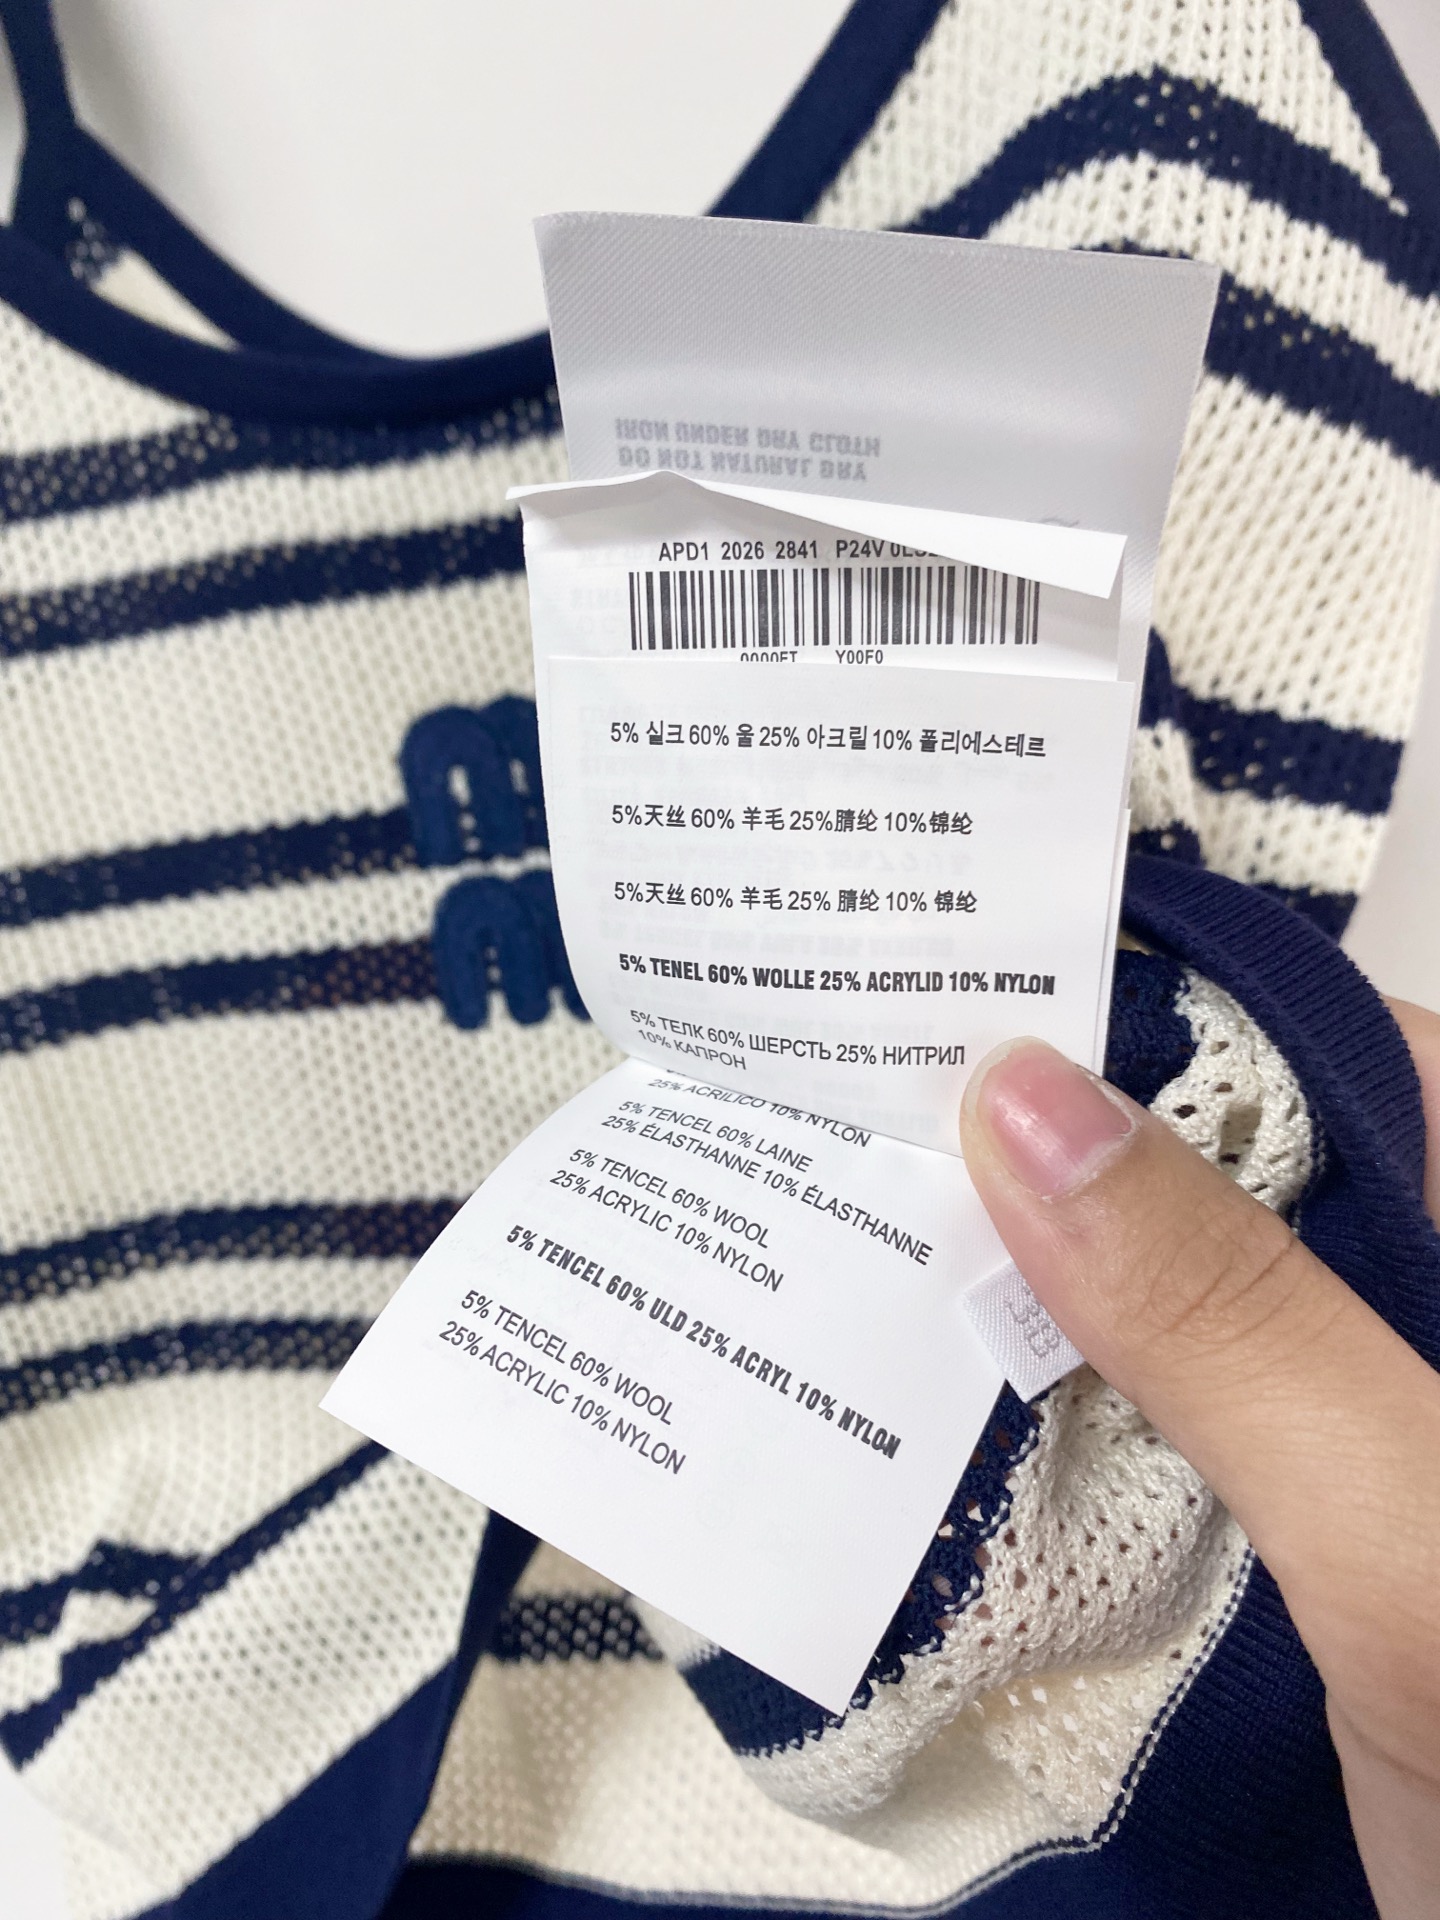 IRON UNDER DRY CLOTH
DO NOT NATURAL DRY
APD1 2026 2841 P24V
Y00F0
5% 실크 60% 울 25% 아크릴 10% 폴리에스테르
5%天丝 60% 羊毛 25%腈纶 10%锦纶
5%天丝 60% 羊毛 25% 腈纶 10% 锦纶
5% TENEL 60% WOLLE 25% ACRYLID 10% NYLON
5% ТЕЛК 60% ШЕРСТЬ 25% НИТРИЛ
10% КАПРОН
25% ACRILICO 10% NYLON
5% TENCEL 60% LAINE
25% ÉLASTHANNE 10% ÉLASTHANNE
5% TENCEL 60% WOOL
25% ACRYLIC 10% NYLON
5% TENCEL 60% ULD 25% ACRYL 10% NYLON
5% TENCEL 60% WOOL
25% ACRYLIC 10% NYLON